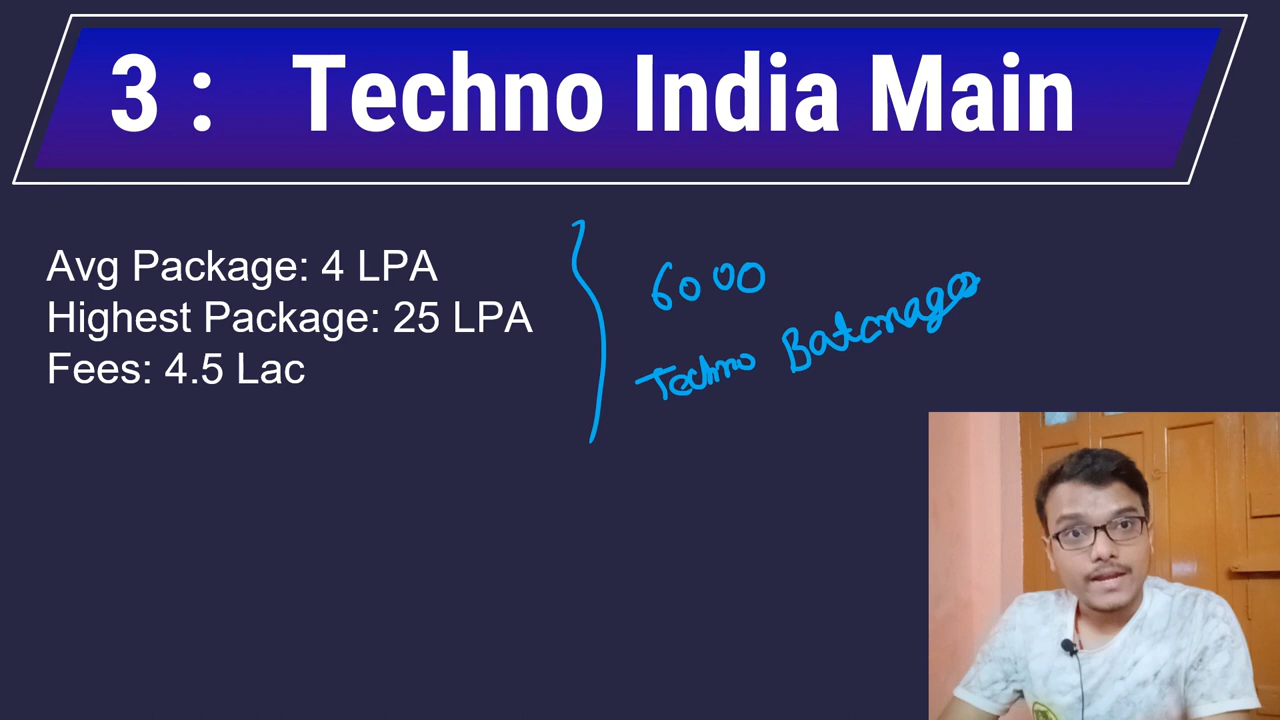 3 : Techno India Main
Avg Package: 4 LPA
Highest Package: 25 LPA
Fees: 4.5 Lac
6000
Techno Batanagar